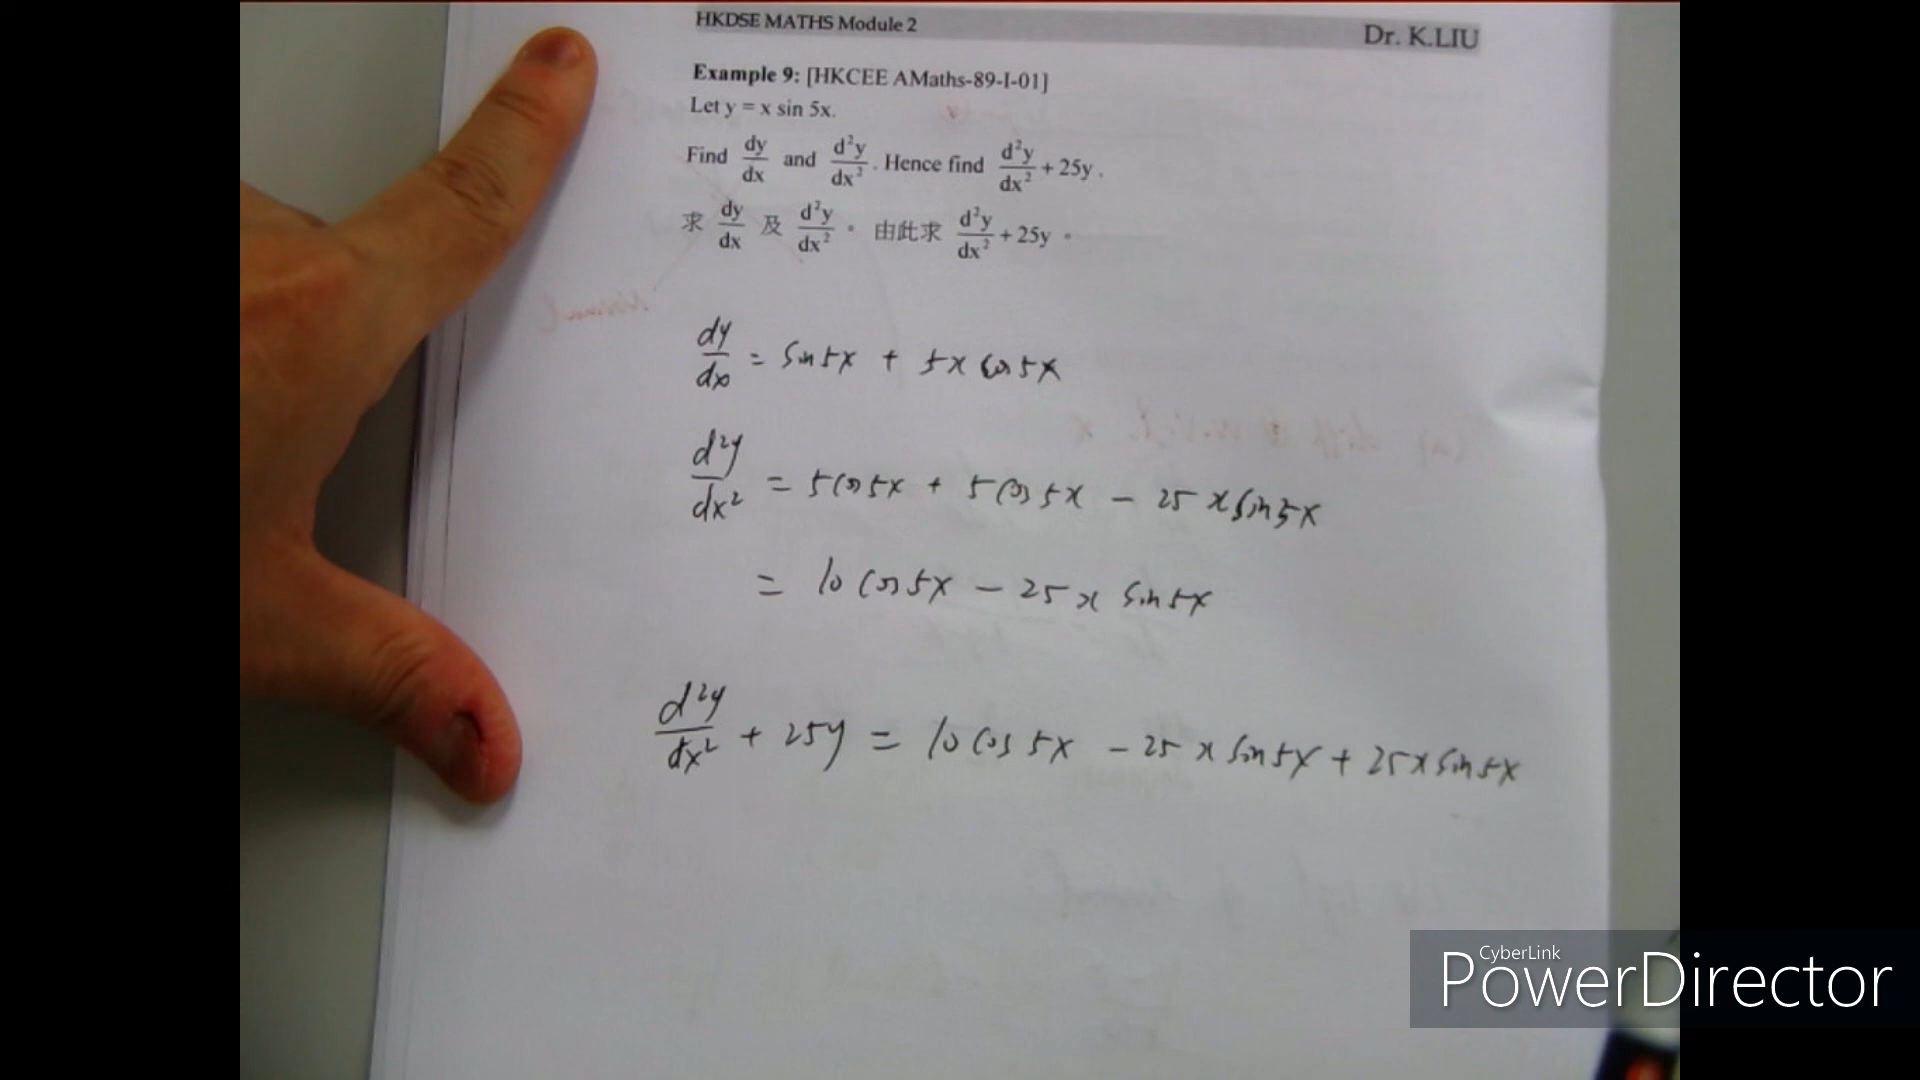 HKDSE MATHS Module 2
Dr. K.LIU
Example 9: [HKCEE AMaths-89-I-01]
Let y = x sin 5x.
Find dy/dx and d²y/dx². Hence find d²y/dx² + 25y.
求 dy/dx 及 d²y/dx²。由此求 d²y/dx² + 25y。
dy/dx = sin5x + 5x cos5x
d²y/dx² = 5cos5x + 5cos5x - 25 x sin5x
= 10 cos5x - 25x sin5x
d²y/dx² + 25y = 10 cos 5x - 25 x sin5x + 25x sin5x
CyberLink
PowerDirector